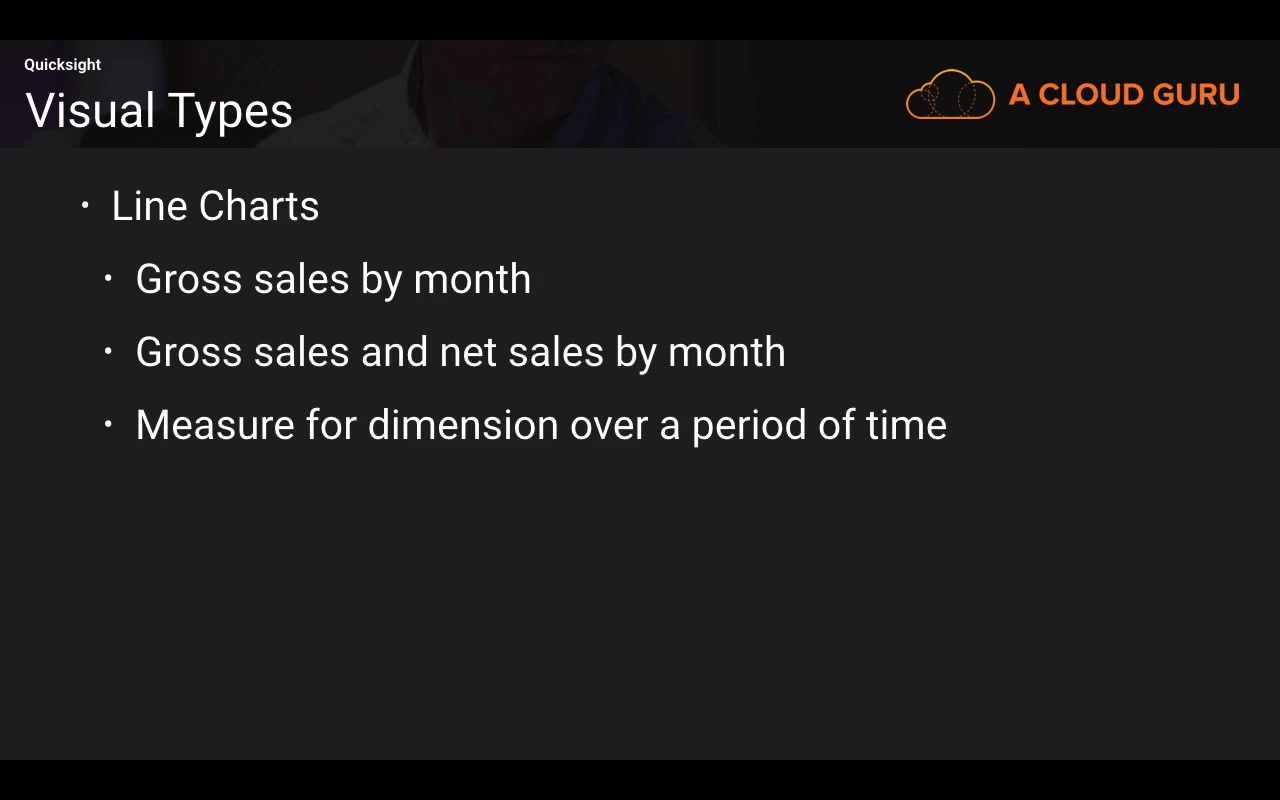 Quicksight
Visual Types
A CLOUD GURU
• Line Charts
• Gross sales by month
• Gross sales and net sales by month
• Measure for dimension over a period of time